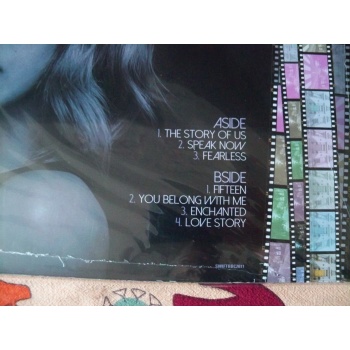 ASIDE
1. THE STORY OF US
2. SPEAK NOW
3. FEARLESS
BSIDE
1. FIFTEEN
2. YOU BELONG WITH ME
3. ENCHANTED
4. LOVE STORY